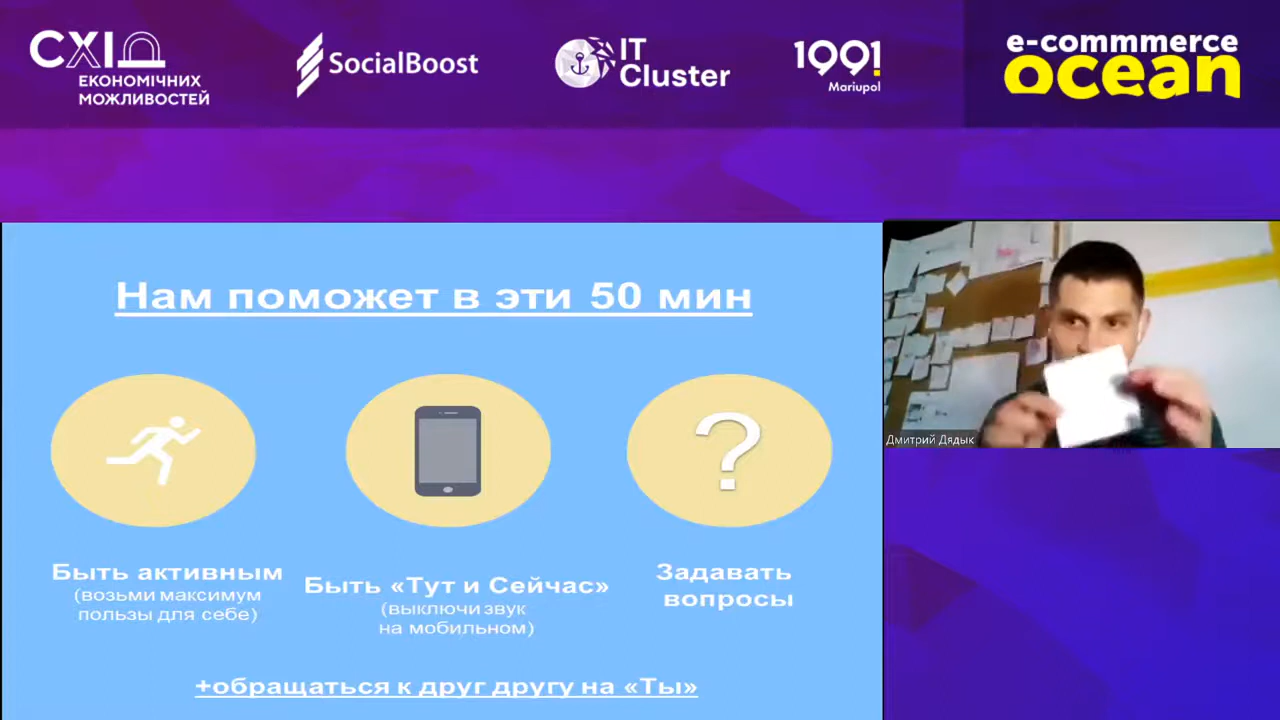 СХІД
ЕКОНОМІЧНИХ
МОЖЛИВОСТЕЙ
SocialBoost
IT
Cluster
1991
Mariupol
e-commmerce
ocean
Нам поможет в эти 50 мин
?
Быть активным
(возьми максимум
пользы для себе)
Быть «Тут и Сейчас»
(выключи звук
на мобильном)
Задавать
вопросы
+обращаться к друг другу на «Ты»
Дмитрий Дядык